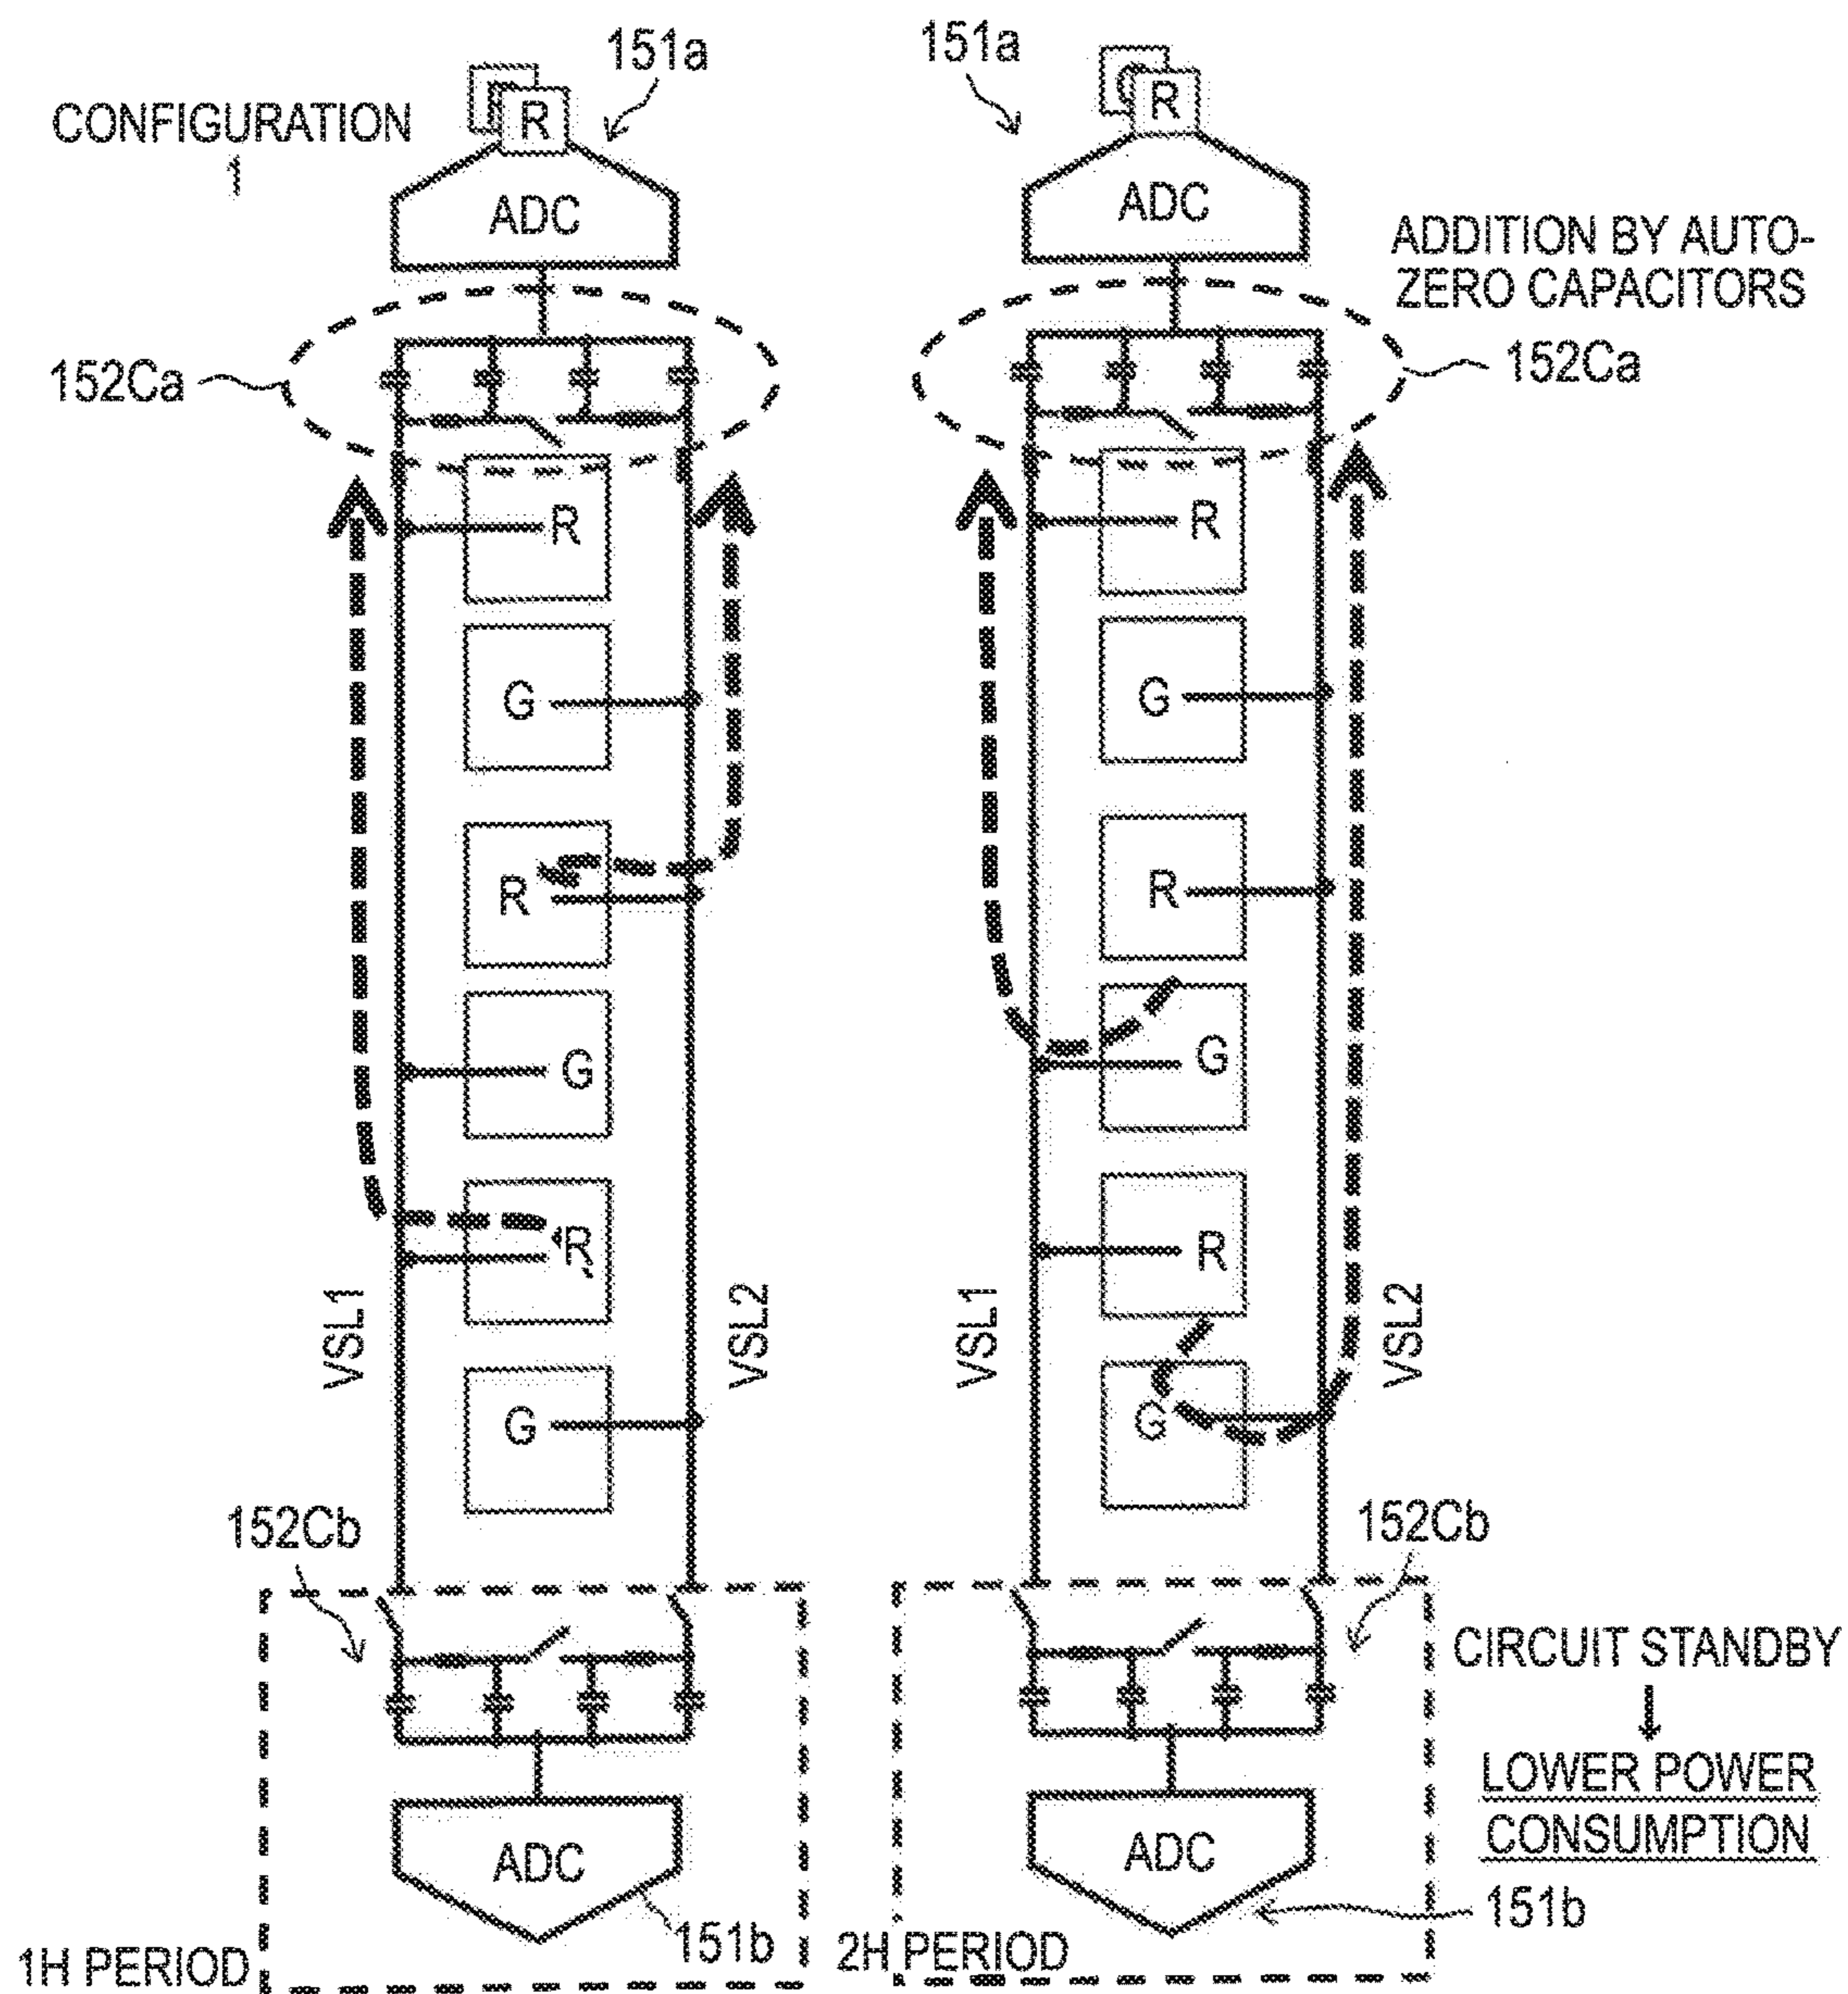 CONFIGURATION
1
151a
R
ADC
152Ca
R
G
R
G
R
G
VSL1
VSL2
152Cb
ADC
151b
1H PERIOD
151a
R
ADC
ADDITION BY AUTO-
ZERO CAPACITORS
152Ca
R
G
R
G
R
G
VSL1
VSL2
152Cb
CIRCUIT STANDBY
LOWER POWER
CONSUMPTION
ADC
151b
2H PERIOD